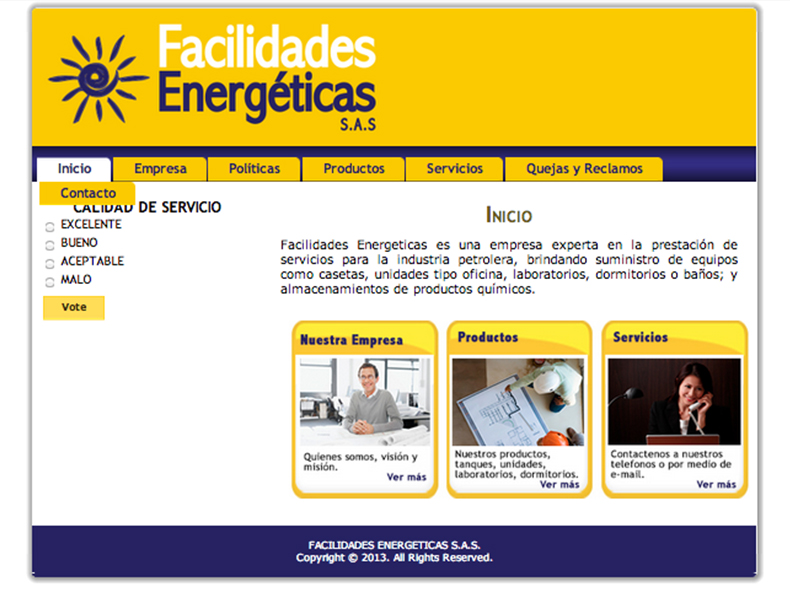 Facilidades
Energéticas
S.A.S
Inicio
Empresa
Políticas
Productos
Servicios
Quejas y Reclamos
Contacto
CALIDAD DE SERVICIO
EXCELENTE
BUENO
ACEPTABLE
MALO
Vote
INICIO
Facilidades Energeticas es una empresa experta en la prestación de
servicios para la industria petrolera, brindando suministro de equipos
como casetas, unidades tipo oficina, laboratorios, dormitorios o baños; y
almacenamientos de productos químicos.
Nuestra Empresa
Quienes somos, visión y
misión.
Ver más
Productos
Nuestros productos,
tanques, unidades,
laboratorios, dormitorios.
Ver más
Servicios
Contactenos a nuestros
telefonos o por medio de
e-mail.
Ver más
FACILIDADES ENERGETICAS S.A.S.
Copyright © 2013. All Rights Reserved.